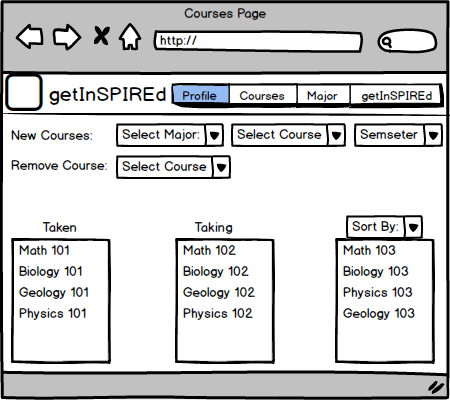 Courses Page
http://
getInSPIREd Profile Courses Major getInSPIREd
New Courses: Select Major: Select Course Semseter
Remove Course: Select Course
Taken Taking Sort By:
Math 101 Math 102 Math 103
Biology 101 Biology 102 Biology 103
Geology 101 Geology 102 Physics 103
Physics 101 Physics 102 Geology 103